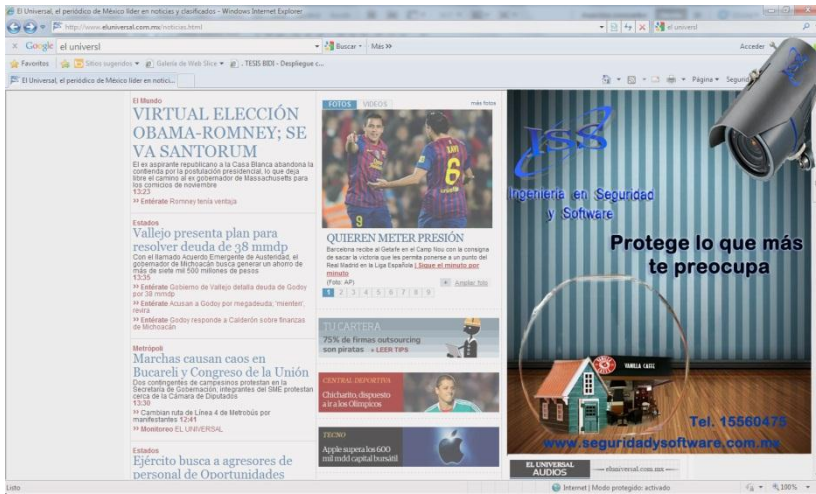 El Universal, el periódico de México líder en noticias y clasificados - Windows Internet Explorer
http://www.eluniversal.com.mx/noticias.html
el universl
Google
el universl
Buscar
Más »
Acceder
Favoritos
Sitios sugeridos
Galería de Web Slice
. TESIS BIDI - Despliegue c...
El Universal, el periódico de México líder en notici...
Página
Segurid
El Mundo
VIRTUAL ELECCIÓN
OBAMA-ROMNEY; SE
VA SANTORUM
El ex aspirante republicano a la Casa Blanca abandona la
contienda por la postulación presidencial, lo que deja
libre el camino al ex gobernador de Massachusetts para
los comicios de noviembre
13:23
» Entérate Romney tenía ventaja
Estados
Vallejo presenta plan para
resolver deuda de 38 mmdp
Con el llamado Acuerdo Emergente de Austeridad, el
gobernador de Michoacán busca generar un ahorro de
más de siete mil 500 millones de pesos
13:35
» Entérate Gobierno de Vallejo detalla deuda de Godoy
por 38 mmdp
» Entérate Acusan a Godoy por megadeuda; 'mienten',
revira
» Entérate Godoy responde a Calderón sobre finanzas
de Michoacán
Metrópoli
Marchas causan caos en
Bucareli y Congreso de la Unión
Dos contingentes de campesinos protestan en la
Secretaría de Gobernación; integrantes del SME protestan
cerca de la Cámara de Diputados
13:30
» Cambian ruta de Línea 4 de Metrobús por
manifestantes 12:41
» Monitoreo EL UNIVERSAL
Estados
Ejército busca a agresores de
personal de Oportunidades
FOTOS
VIDEOS
más fotos
XAVI
6
9
QUIEREN METER PRESIÓN
Barcelona recibe al Getafe en el Camp Nou con la consigna
de sacar la victoria que les permita ponerse a un punto del
Real Madrid en la Liga Española | Sigue el minuto por
minuto
(Foto: AP)
Ampliar foto
1 2 3 4 5 6 7 8 9
TU CARTERA
75% de firmas outsourcing
son piratas + LEER TIPS
CENTRAL DEPORTIVA
Chicharito, dispuesto
a ir a los Olímpicos
TECNO
Apple supera los 600
mil mdd capital bursátil
ISS
Ingeniería en Seguridad
y Software
Protege lo que más
te preocupa
Tel. 15560475
www.seguridadysoftware.com.mx
EL UNIVERSAL
AUDIOS
eluniversal.com.mx
Listo
Internet | Modo protegido: activado
100%